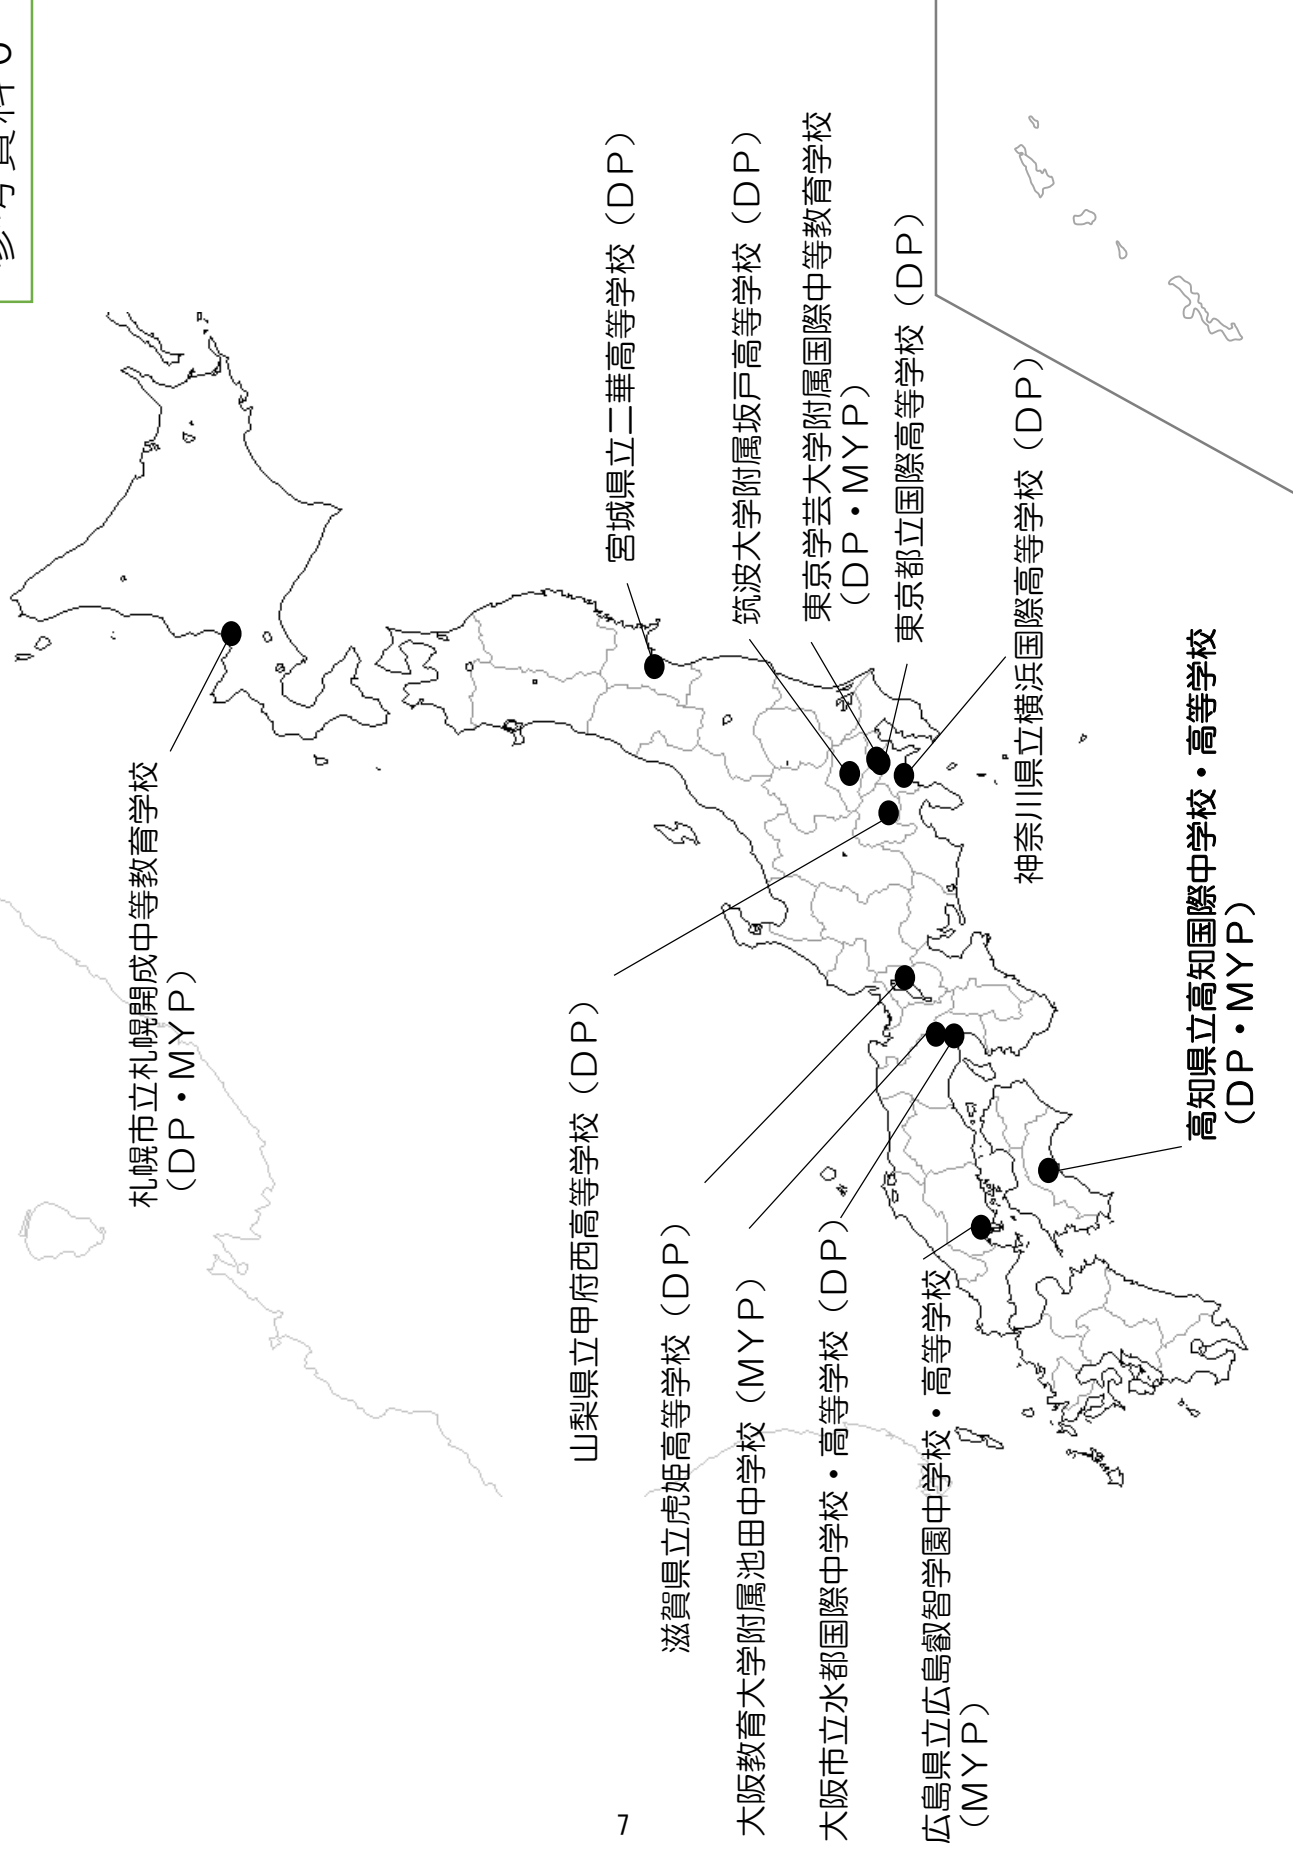 札幌市立札幌開成中等教育学校
（ＤＰ・ＭＹＰ）
宮城県立二華高等学校（ＤＰ）
筑波大学附属坂戸高等学校（ＤＰ）
東京学芸大学附属国際中等教育学校
（ＤＰ・ＭＹＰ）
東京都立国際高等学校（ＤＰ）
神奈川県立横浜国際高等学校（ＤＰ）
山梨県立甲府西高等学校（ＤＰ）
滋賀県立虎姫高等学校（ＤＰ）
大阪教育大学附属池田中学校（ＭＹＰ）
大阪市立水都国際中学校・高等学校（ＤＰ）
広島県立広島叡智学園中学校・高等学校
（ＭＹＰ）
高知県立高知国際中学校・高等学校
（ＤＰ・ＭＹＰ）
7